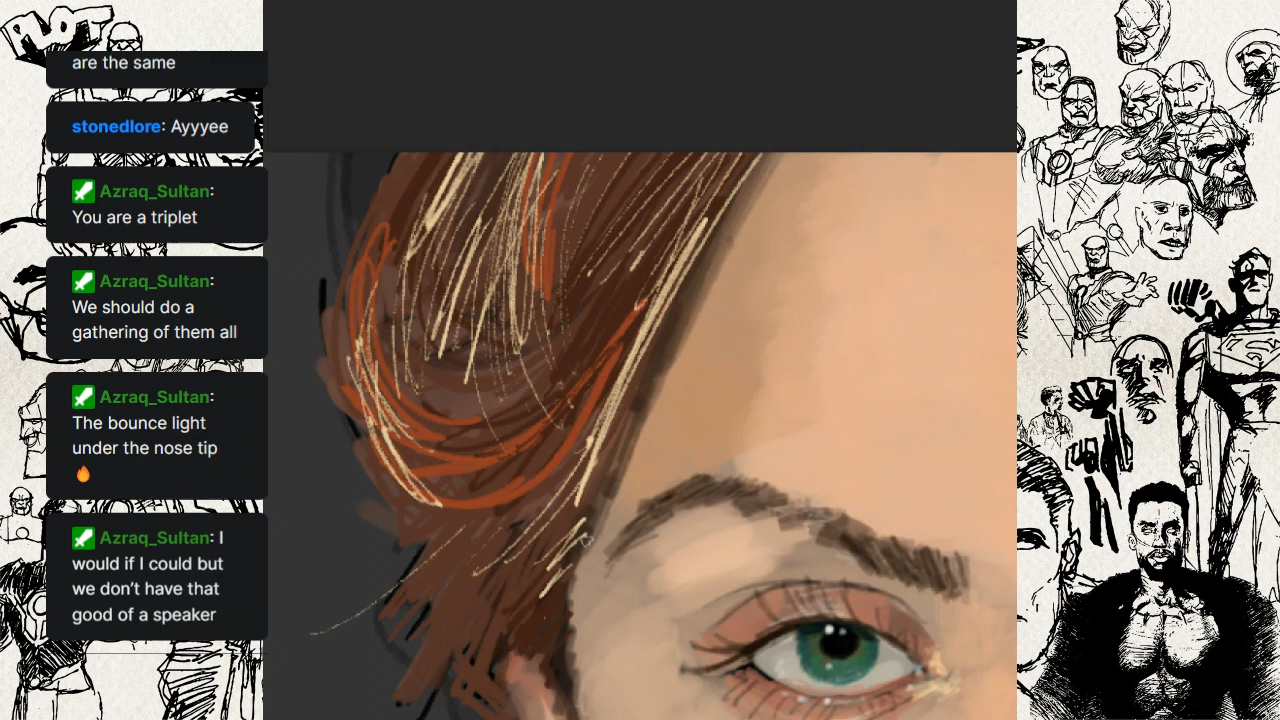 PLOT
are the same
stonedlore: Ayyyee
Azraq_Sultan:
You are a triplet
Azraq_Sultan:
We should do a
gathering of them all
Azraq_Sultan:
The bounce light
under the nose tip
🔥
Azraq_Sultan: I
would if I could but
we don’t have that
good of a speaker